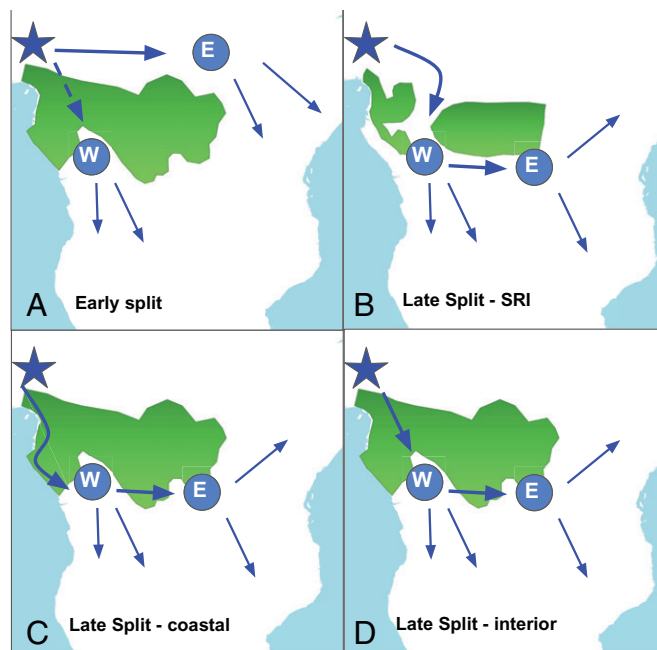 E
W
A Early split
W
E
B Late Split - SRI
W
E
C Late Split - coastal
W
E
D Late Split - interior